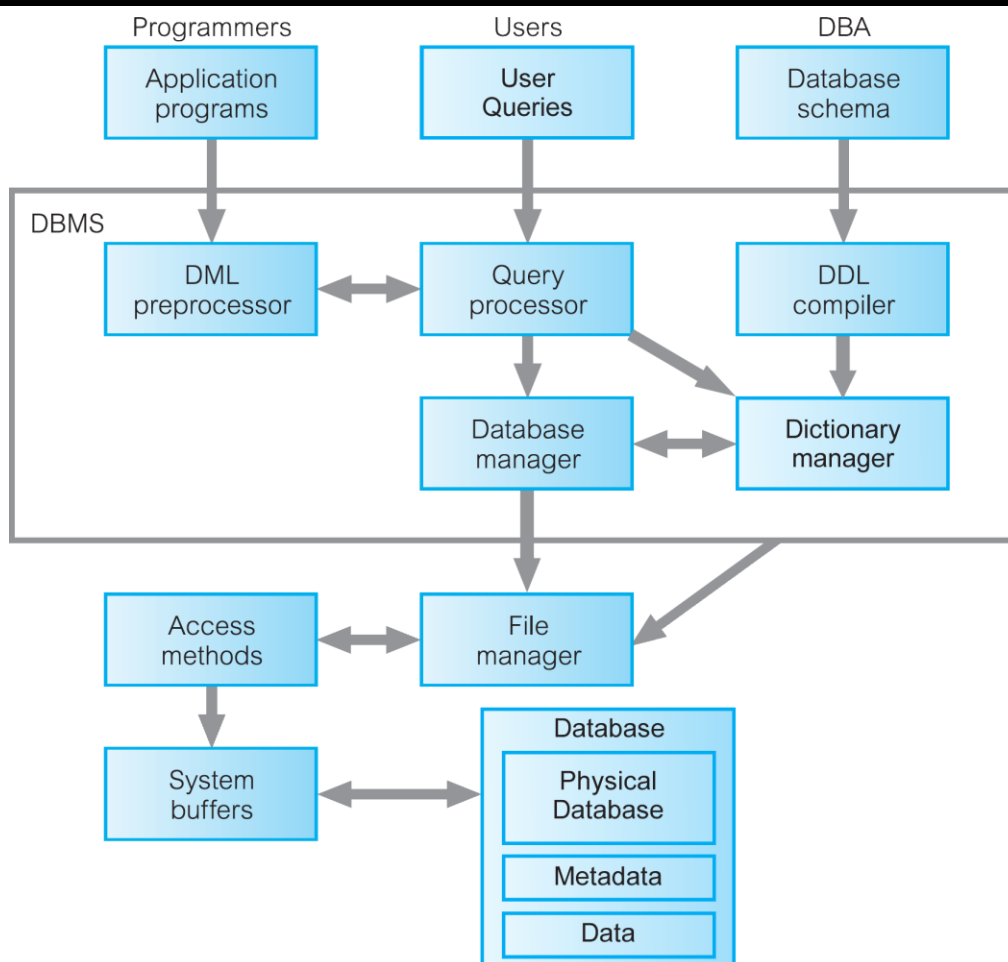 Programmers
Users
DBA
Application
programs
User
Queries
Database
schema
DBMS
DML
preprocessor
Query
processor
DDL
compiler
Database
manager
Dictionary
manager
Access
methods
File
manager
System
buffers
Database
Physical
Database
Metadata
Data